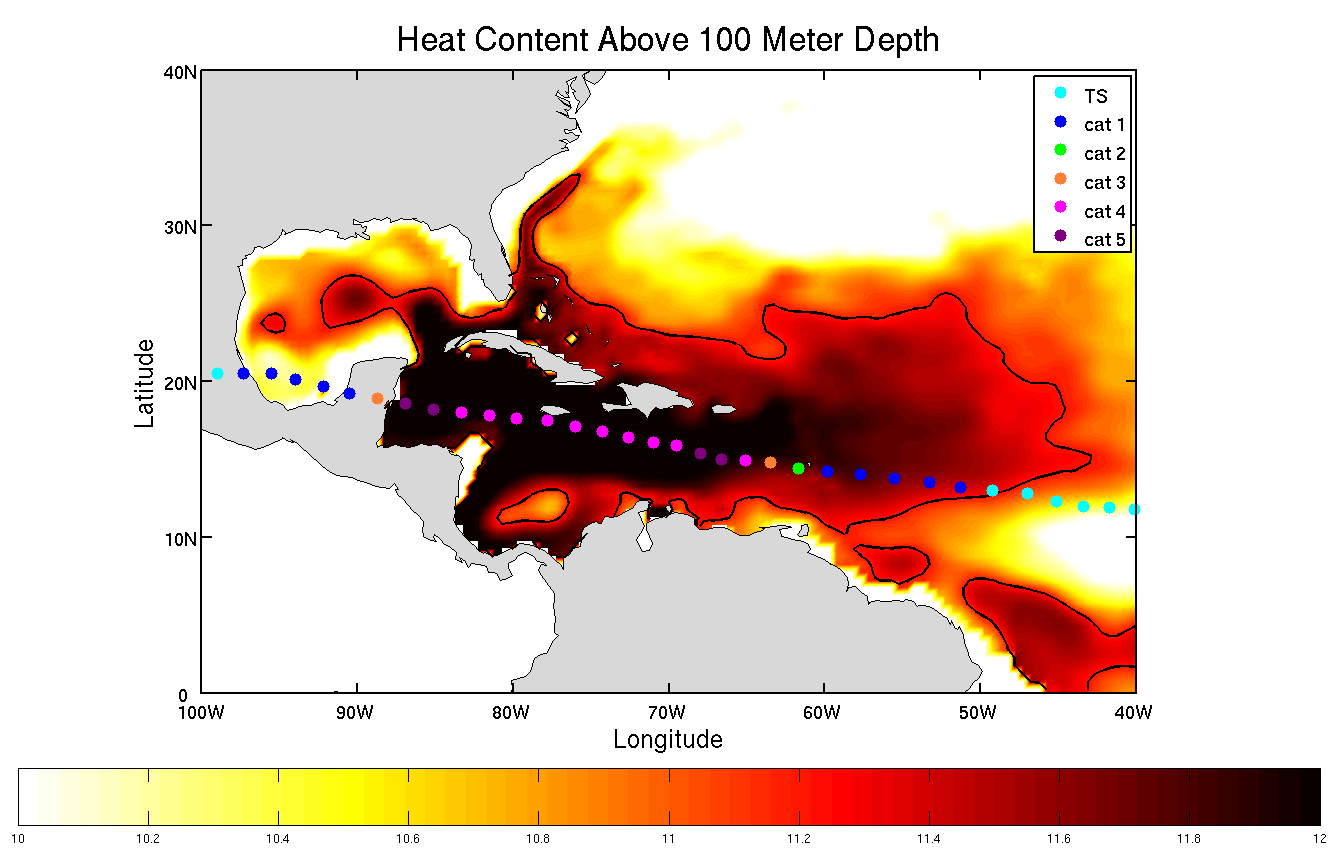 Heat Content Above 100 Meter Depth
40N
30N
20N
10N
0
Latitude
TS
cat 1
cat 2
cat 3
cat 4
cat 5
100W 90W 80W 70W 60W 50W 40W
Longitude
10 10.2 10.4 10.6 10.8 11 11.2 11.4 11.6 11.8 12